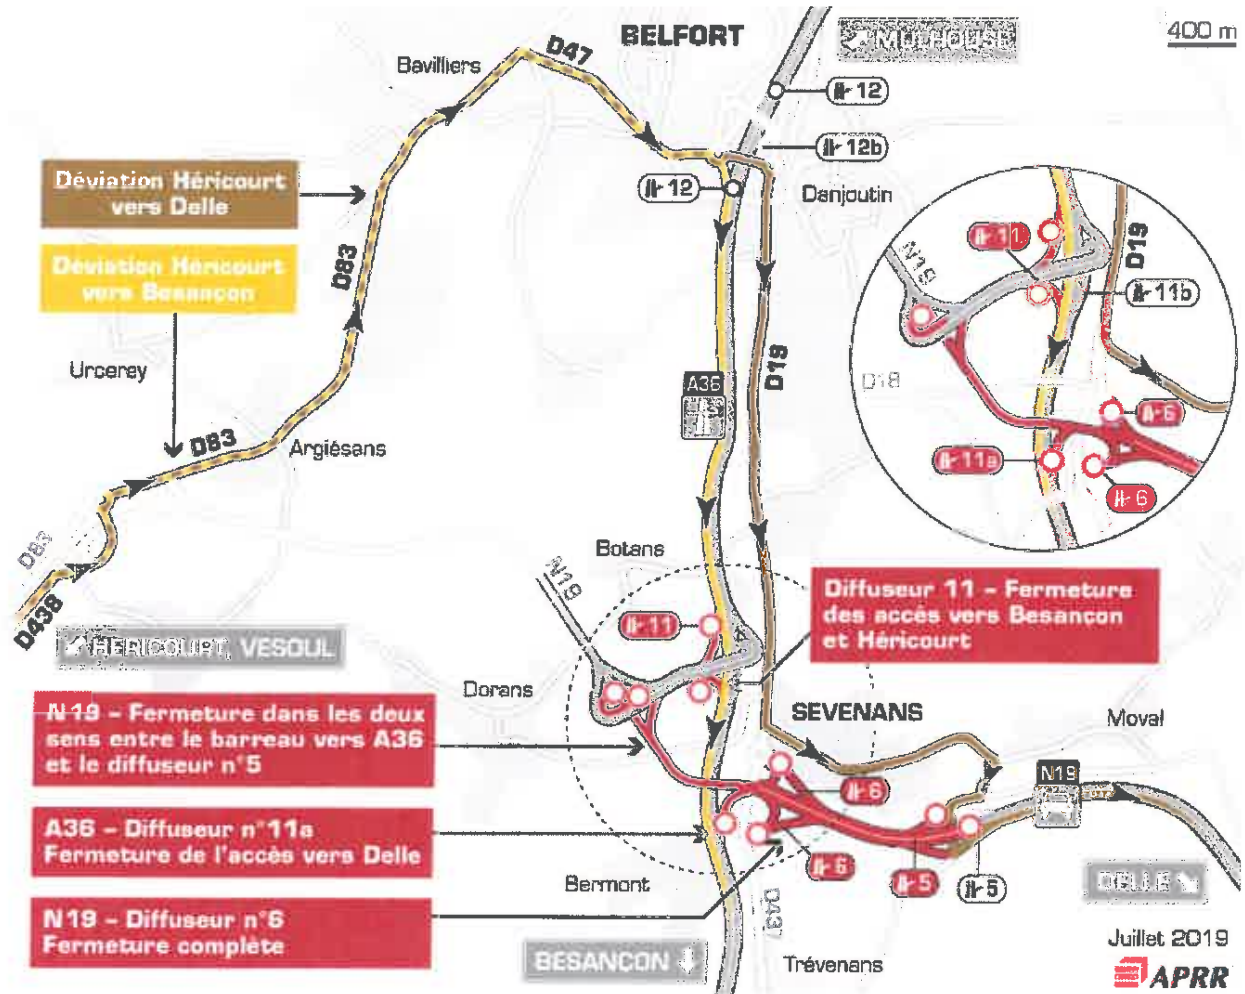 BELFORT
MULHOUSE
400 m
D47
Bavilliers
12
12b
12
Danjoutin
Déviation Héricourt
vers Delle
Déviation Héricourt
vers Besançon
D83
Urcerey
D83
Argiésans
D83
D438
HÉRICOURT, VESOUL
A36
D19
N19
11
D19
11b
D18
6
11a
6
Botans
N19
11
Diffuseur 11 - Fermeture
des accès vers Besançon
et Héricourt
Dorans
SEVENANS
Moval
N19 - Fermeture dans les deux
sens entre le barreau vers A36
et le diffuseur n°5
N19
6
A36 - Diffuseur n°11a
Fermeture de l'accès vers Delle
6
5
5
Bermont
DELLE
N19 - Diffuseur n°6
Fermeture complète
D437
BESANÇON
Trévenans
Juillet 2019
APRR